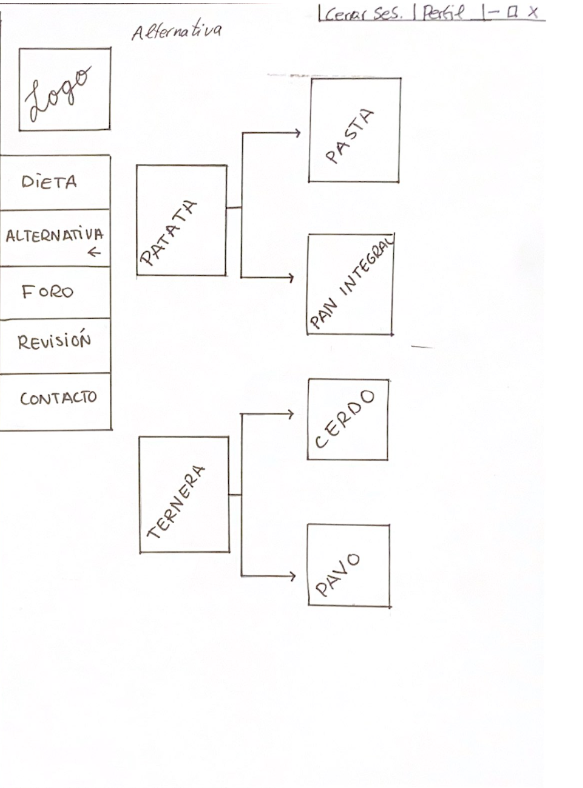 Alternativa
Cerrar Ses. | Perfil | - □ x
Logo
DIETA
ALTERNATIVA
←
FORO
REVISIÓN
CONTACTO
PATATA
PASTA
PAN INTEGRAL
TERNERA
CERDO
PAVO